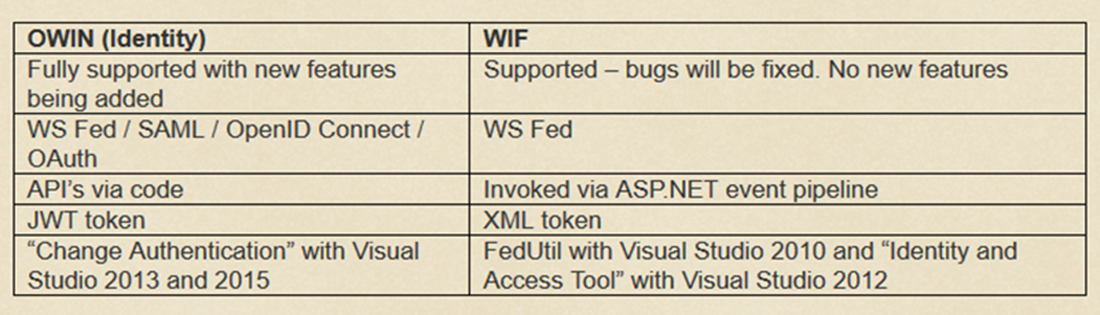 OWIN (Identity)
WIF
Fully supported with new features
being added
Supported – bugs will be fixed. No new features
WS Fed / SAML / OpenID Connect /
OAuth
WS Fed
API’s via code
Invoked via ASP.NET event pipeline
JWT token
XML token
“Change Authentication” with Visual
Studio 2013 and 2015
FedUtil with Visual Studio 2010 and “Identity and
Access Tool” with Visual Studio 2012